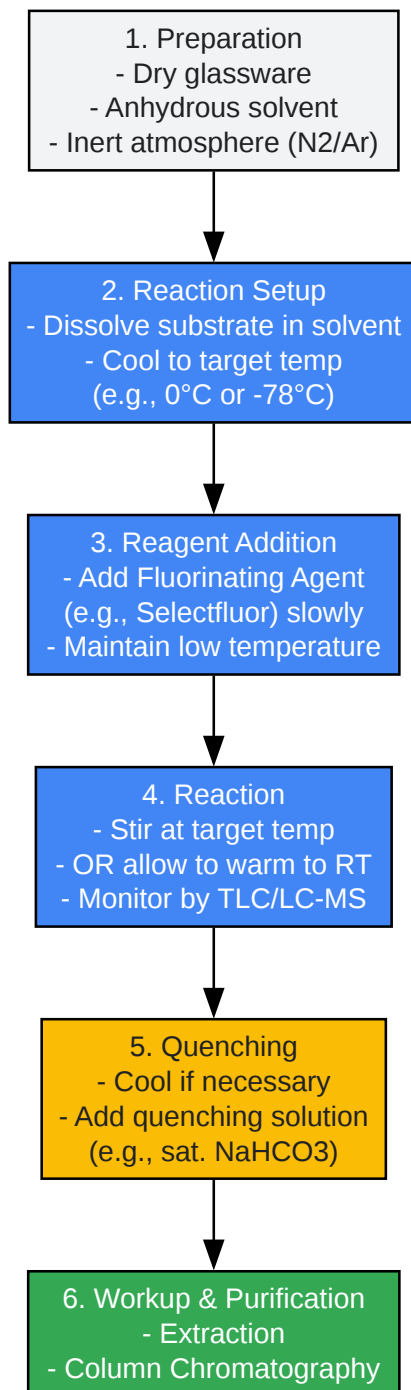 1. Preparation
- Dry glassware
- Anhydrous solvent
- Inert atmosphere (N2/Ar)
2. Reaction Setup
- Dissolve substrate in solvent
- Cool to target temp
(e.g., 0°C or -78°C)
3. Reagent Addition
- Add Fluorinating Agent
(e.g., Selectfluor) slowly
- Maintain low temperature
4. Reaction
- Stir at target temp
- OR allow to warm to RT
- Monitor by TLC/LC-MS
5. Quenching
- Cool if necessary
- Add quenching solution
(e.g., sat. NaHCO3)
6. Workup & Purification
- Extraction
- Column Chromatography